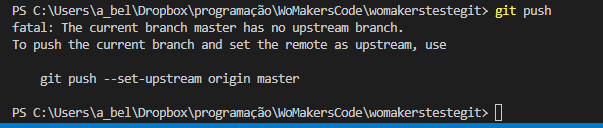 PS C:\Users\a_bel\Dropbox\programação\WoMakersCode\womakerstestegit> git push
fatal: The current branch master has no upstream branch.
To push the current branch and set the remote as upstream, use
git push --set-upstream origin master
PS C:\Users\a_bel\Dropbox\programação\WoMakersCode\womakerstestegit>